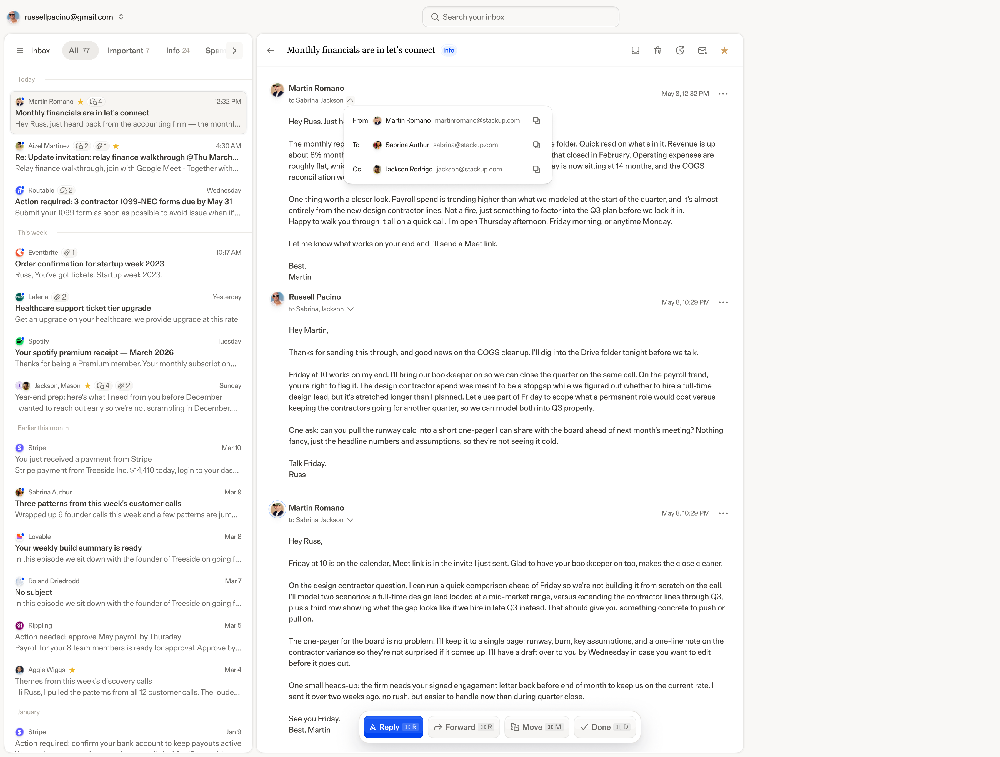 russellpacino@gmail.com
Search your inbox
Inbox
All 77
Important 7
Info 24
Today
Martin Romano 4 12:32 PM
Monthly financials are in let's connect
Hey Russ, just heard back from the accounting firm — the monthl...
Aizel Martinez 2 1 4:30 AM
Re: Update invitation: relay finance walkthrough @Thu March...
Relay finance walkthrough, join with Google Meet - Together with...
Routable 2 Wednesday
Action required: 3 contractor 1099-NEC forms due by May 31
Submit your 1099 form as soon as possible to avoid issue when it'...
This week
Eventbrite 1 10:17 AM
Order confirmation for startup week 2023
Russ, You've got tickets. Startup week 2023.
Laferla 2 Yesterday
Healthcare support ticket tier upgrade
Get an upgrade on your healthcare, we provide upgrade at this rate
Spotify Tuesday
Your spotify premium receipt — March 2026
Thanks for being a Premium member. Your monthly subscription...
J Jackson, Mason 4 2 Sunday
Year-end prep: here's what I need from you before December
I wanted to reach out early so we're not scrambling in December....
Earlier this month
Stripe Mar 10
You just received a payment from Stripe
Stripe payment from Treeside Inc. $14,410 today, login to your das...
Sabrina Authur Mar 9
Three patterns from this week's customer calls
Wrapped up 6 founder calls this week and a few patterns are jum...
Lovable Mar 8
Your weekly build summary is ready
In this episode we sit down with the founder of Treeside on going f...
Roland Driedrodd Mar 7
No subject
In this episode we sit down with the founder of Treeside on going f...
Rippling Mar 5
Action needed: approve May payroll by Thursday
Payroll for your 8 team members is ready for approval. Approve by...
Aggie Wiggs Mar 4
Themes from this week's discovery calls
Hi Russ, I pulled the patterns from all 12 customer calls. The loude...
January
Stripe Jan 9
Action required: confirm your bank account to keep payouts active
Monthly financials are in let's connect Info
Martin Romano
to Sabrina, Jackson
May 8, 12:32 PM
From Martin Romano martinromano@stackup.com
To Sabrina Authur sabrina@stackup.com
Cc Jackson Rodrigo jackson@stackup.com
Hey Russ, Just
The monthly folder. Quick read on what's in it. Revenue is up
about 8% that closed in February. Operating expenses are
roughly flat, is now sitting at 14 months, and the COGS
reconciliation
One thing worth a closer look. Payroll spend is trending higher than what we modeled at the start of the quarter, and it's almost
entirely from the new design contractor lines. Not a fire, just something to factor into the Q3 plan before we lock it in.
Happy to walk you through it all on a quick call. I'm open Thursday afternoon, Friday morning, or anytime Monday.
Let me know what works on your end and I'll send a Meet link.
Best,
Martin
Russell Pacino
to Sabrina, Jackson
May 8, 10:29 PM
Hey Martin,
Thanks for sending this through, and good news on the COGS cleanup. I'll dig into the Drive folder tonight before we talk.
Friday at 10 works on my end. I'll bring our bookkeeper on so we can close the quarter on the same call. On the payroll trend,
you're right to flag it. The design contractor spend was meant to be a stopgap while we figured out whether to hire a full-time
design lead, but it's stretched longer than I planned. Let's use part of Friday to scope what a permanent role would cost versus
keeping the contractors going for another quarter, so we can model both into Q3 properly.
One ask: can you pull the runway calc into a short one-pager I can share with the board ahead of next month's meeting? Nothing
fancy, just the headline numbers and assumptions, so they're not seeing it cold.
Talk Friday.
Russ
Martin Romano
to Sabrina, Jackson
May 8, 10:29 PM
Hey Russ,
Friday at 10 is on the calendar, Meet link is in the invite I just sent. Glad to have your bookkeeper on too, makes the close cleaner.
On the design contractor question, I can run a quick comparison ahead of Friday so we're not building it from scratch on the call.
I'll model two scenarios: a full-time design lead loaded at a mid-market range, versus extending the contractor lines through Q3,
plus a third row showing what the gap looks like if we hire in late Q3 instead. That should give you something concrete to push or
pull on.
The one-pager for the board is no problem. I'll keep it to a single page: runway, burn, key assumptions, and a one-line note on the
contractor variance so they're not surprised if it comes up. I'll have a draft over to you by Wednesday in case you want to edit
before it goes out.
One small heads-up: the firm needs your signed engagement letter back before end of month to keep us on the current rate. I
sent it over two weeks ago, no rush, but easier to handle now than during quarter close.
See you Friday.
Best, Martin
Reply ⌘ R
Forward ⌘ R
Move ⌘ M
Done ⌘ D